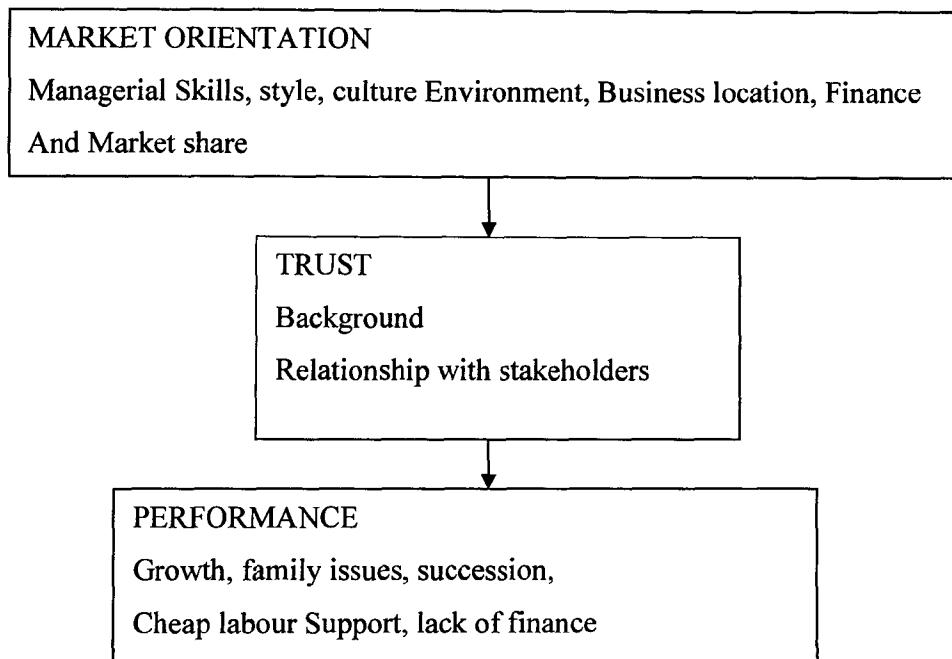 MARKET ORIENTATION
Managerial Skills, style, culture Environment, Business location, Finance
And Market share
TRUST
Background
Relationship with stakeholders
PERFORMANCE
Growth, family issues, succession,
Cheap labour Support, lack of finance